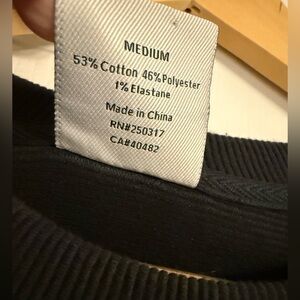 MEDIUM
53% Cotton 46% Polyester
1% Elastane
Made in China
RN#250317
CA#40482